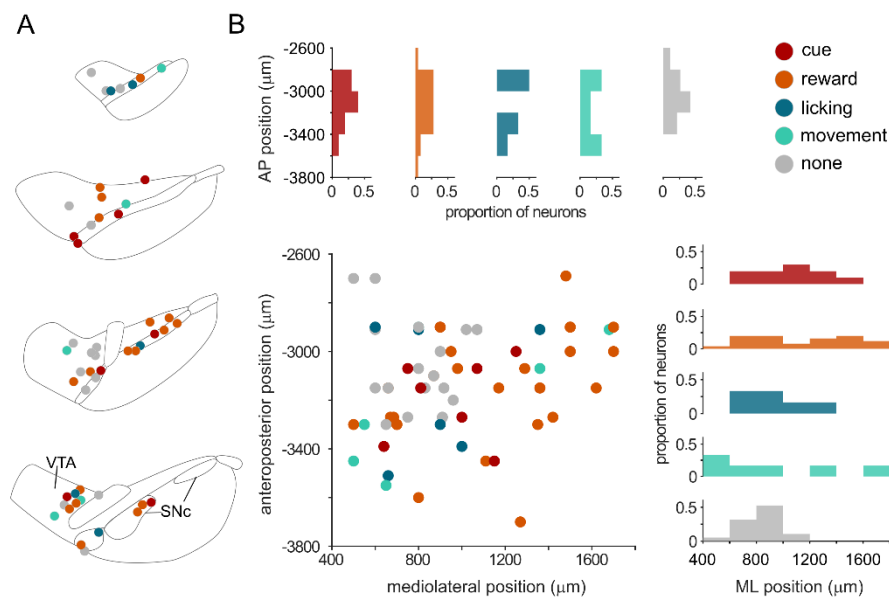 A
B
VTA
SNc
AP position (μm)
-2600
-3000
-3400
-3800
0 0.5
0 0.5
0 0.5
0 0.5
0 0.5
proportion of neurons
cue
reward
licking
movement
none
anteroposterior position (μm)
-2600
-3000
-3400
-3800
400 800 1200 1600
mediolateral position (μm)
proportion of neurons
0.5
0
0.5
0
0.5
0
0.5
0
0.5
0
400 800 1200 1600
ML position (μm)